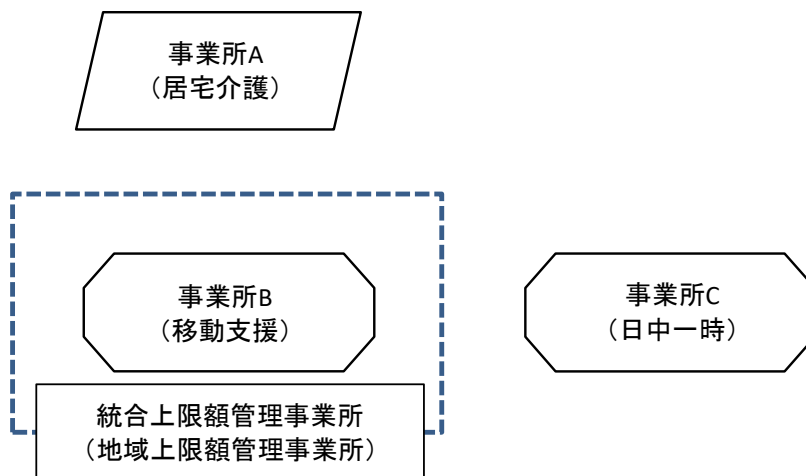 事業所A
（居宅介護）
事業所B
（移動支援）
事業所C
（日中一時）
統合上限額管理事業所
（地域上限額管理事業所）